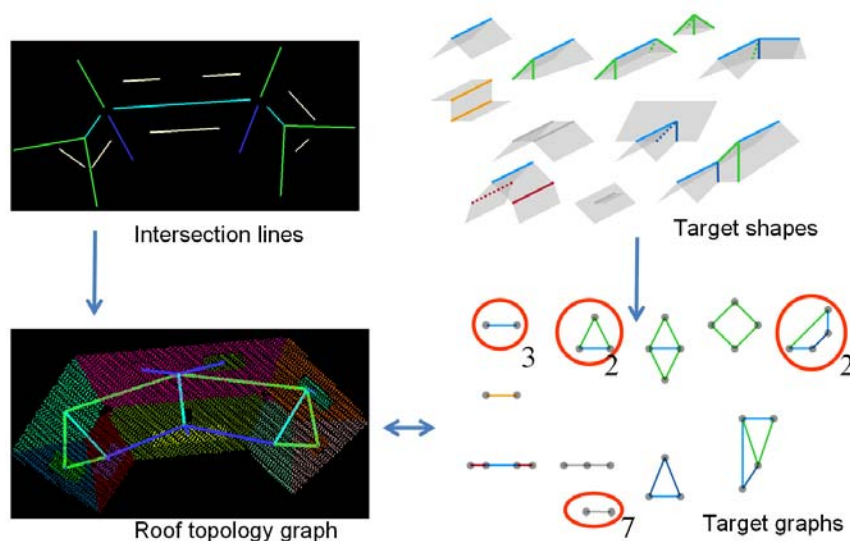 Intersection lines
Target shapes
3
2
2
7
Roof topology graph
Target graphs